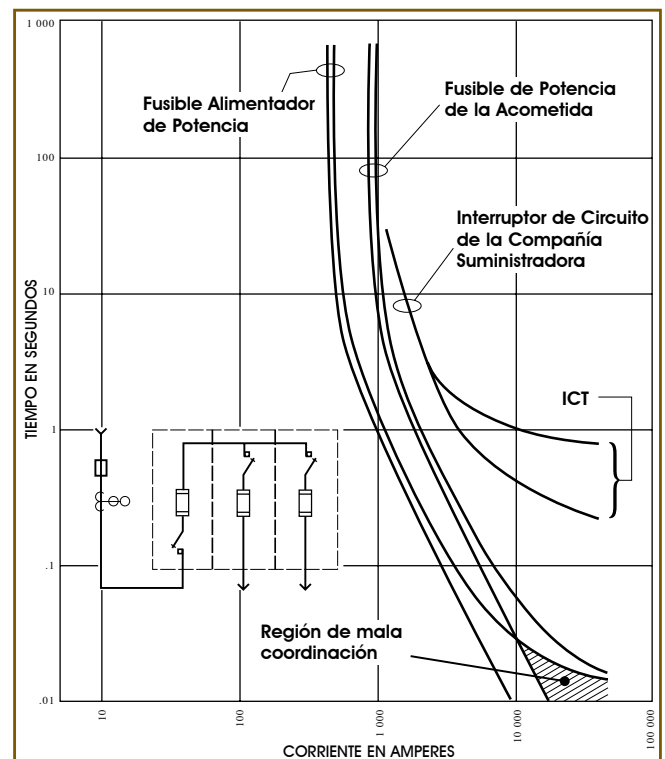 1 000
Fusible Alimentador
de Potencia
Fusible de Potencia
de la Acometida
100
Interruptor de Circuito
de la Compañía
Suministradora
10
TIEMPO EN SEGUNDOS
ICT
1
.1
Región de mala
coordinación
.01
10
100
1 000
10 000
100 000
CORRIENTE EN AMPERES